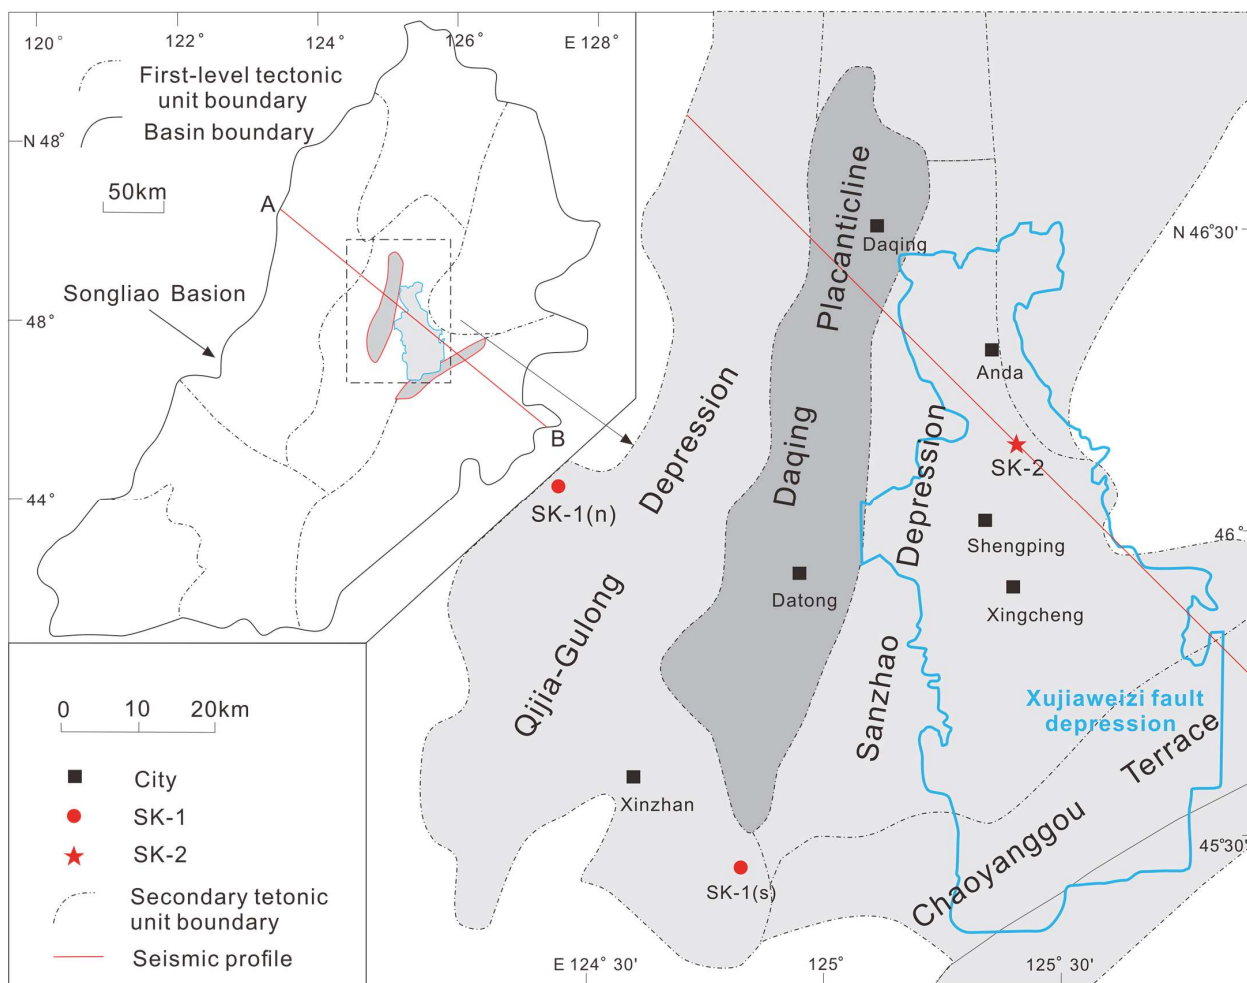 120°
122°
124°
126°
E 128°
First-level tectonic
unit boundary
Basin boundary
N 48°
50km
A
Songliao Basion
48°
B
44°
SK-1(n)
Depression
Qijia-Gulong
Placanticline
Daqing
Daqing
N 46°30'
Anda
Depression
SK-2
Shengping
46°
Datong
Xingcheng
Sanzhao
Xujiaweizi fault
depression
Terrace
Chaoyanggou
45°30'
Xinzhan
SK-1(s)
E 124°30'
125°
125°30'
0 10 20km
City
SK-1
SK-2
Secondary tetonic
unit boundary
Seismic profile